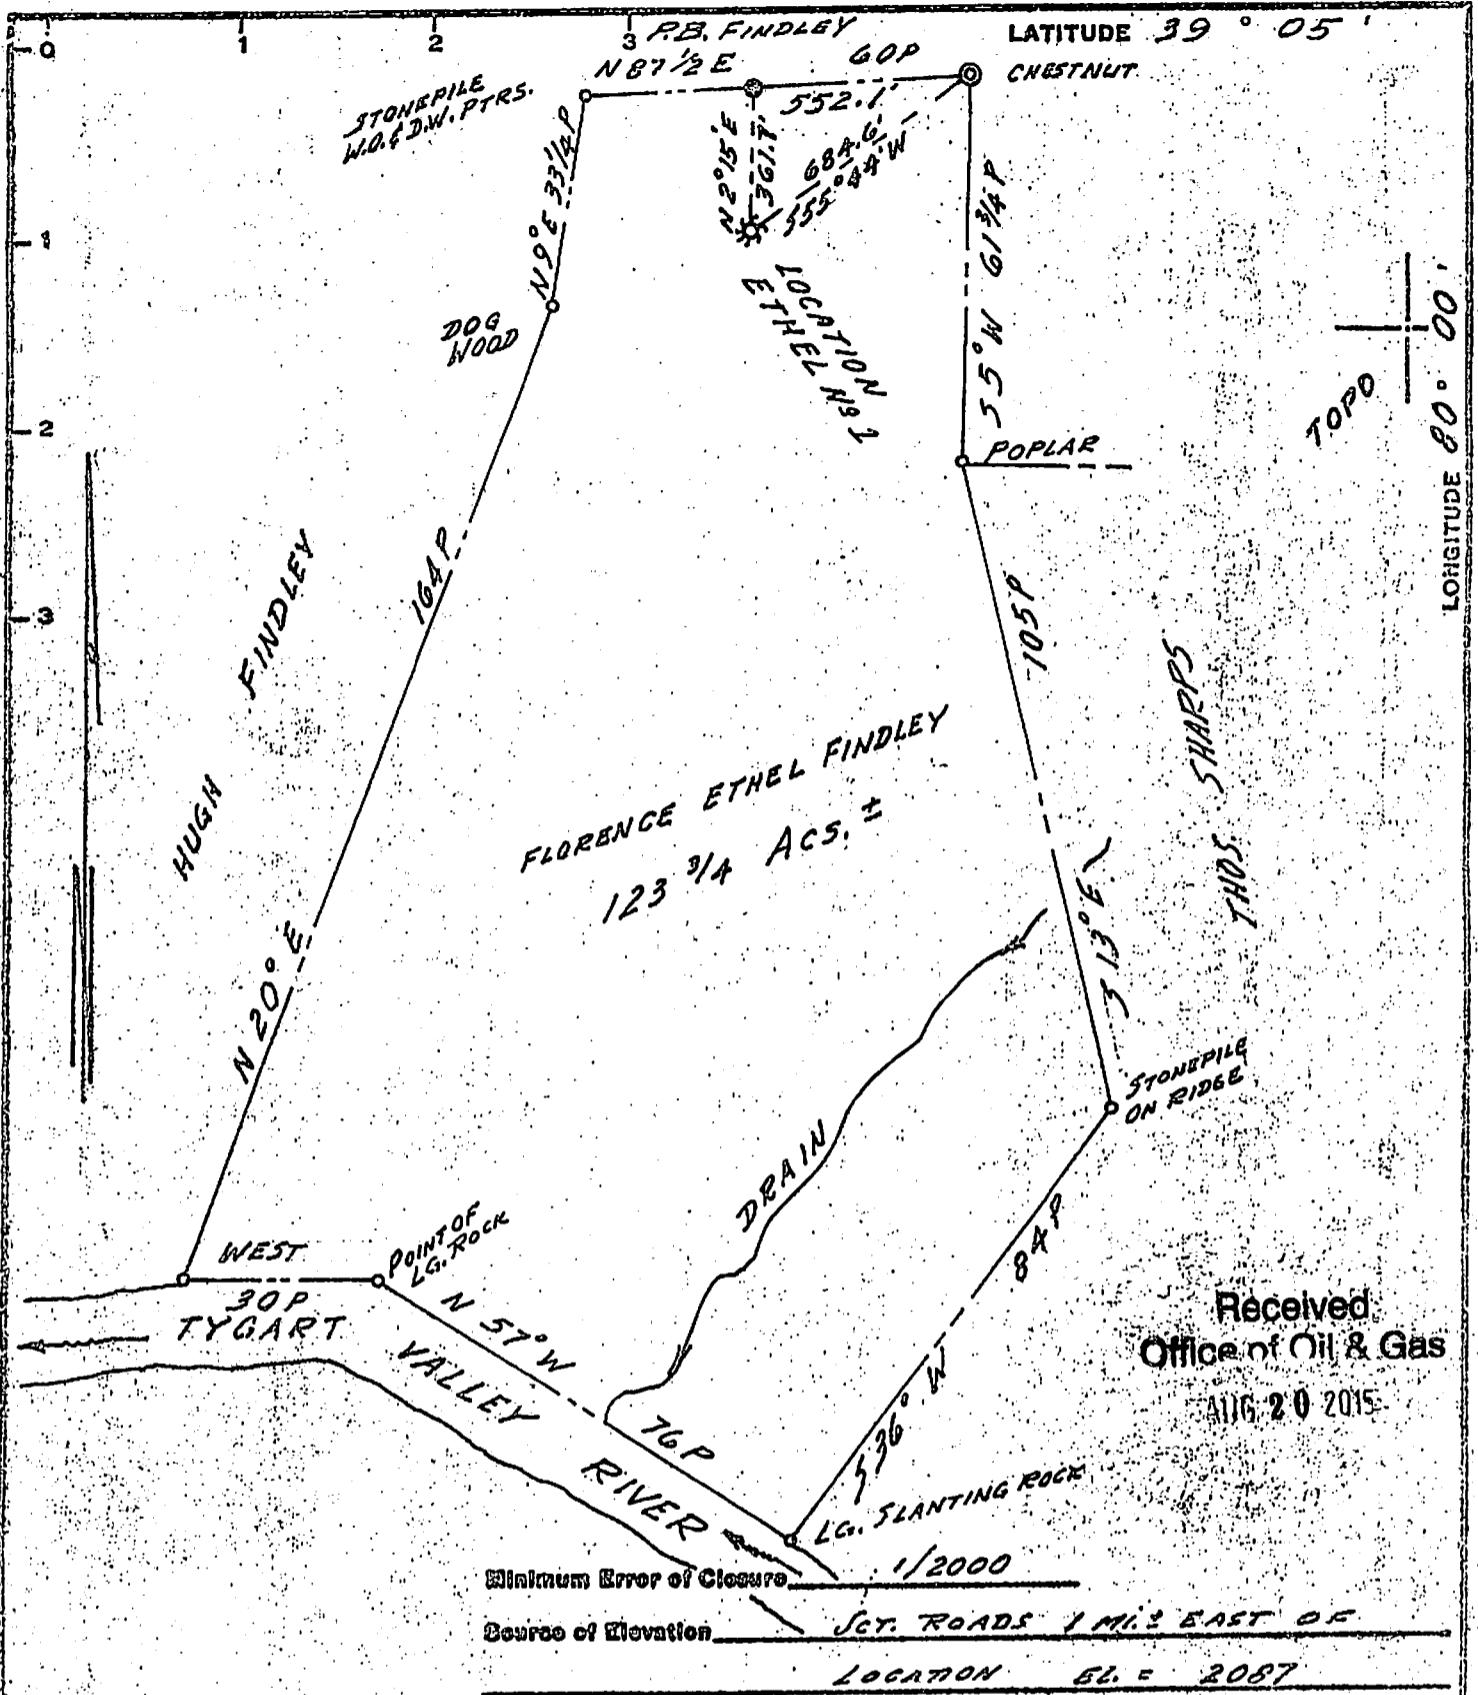 0 1 2 3
P.B. FINDLEY
LATITUDE 39° 05'
N 87 1/2 E
60P
CHESTNUT
STONEPILE
W.O. & D.W. PTRS.
552.1'
N 2° 15' E
361.7'
684.6'
S55° 44' W
N 9° E 33 1/4 P
1
LOCATION
ETHEL No 1
S 5° W 61 3/4 P
DOG
WOOD
LONGITUDE 80° 00'
TOPO
2
POPLAR
164 P
105P
3
HUGH FINDLEY
THOS. SHARPS
FLORENCE ETHEL FINDLEY
123 3/4 ACS. ±
N 20° E
S 13° E
STONEPILE
ON RIDGE
DRAIN
84 P
S 36° W
WEST
30P
POINT OF
LG. ROCK
N 57° W
76 P
TYGART
VALLEY
RIVER
Received
Office of Oil & Gas
AUG 20 2015
LG. SLANTING ROCK
Minimum Error of Closure 1/2000
Source of Elevation JCT. ROADS 1 MI.± EAST OF
LOCATION EL. = 2087